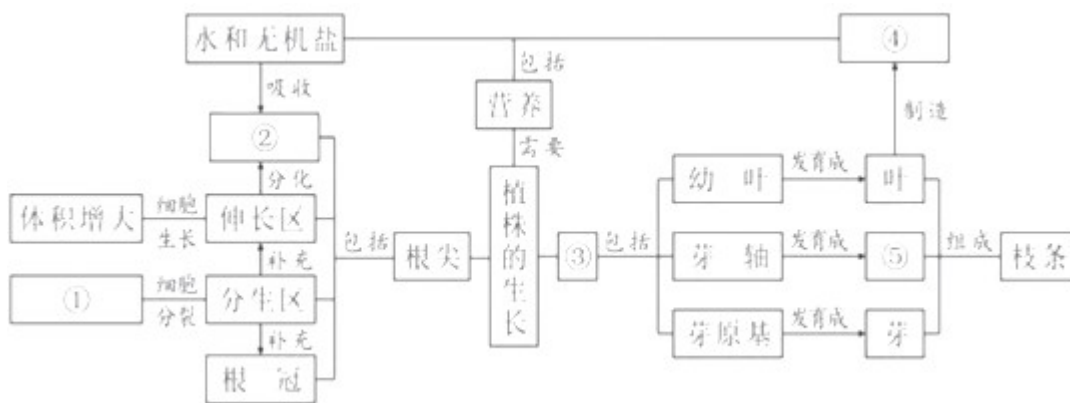 水和无机盐
④
包括
吸收
营养
制造
②
需要
分化
幼叶
发育成
叶
体积增大
细胞
生长
伸长区
包括
根尖
植株的生长
③
包括
芽轴
发育成
⑤
组成
枝条
补充
①
细胞
分裂
分生区
补充
芽原基
发育成
芽
根冠